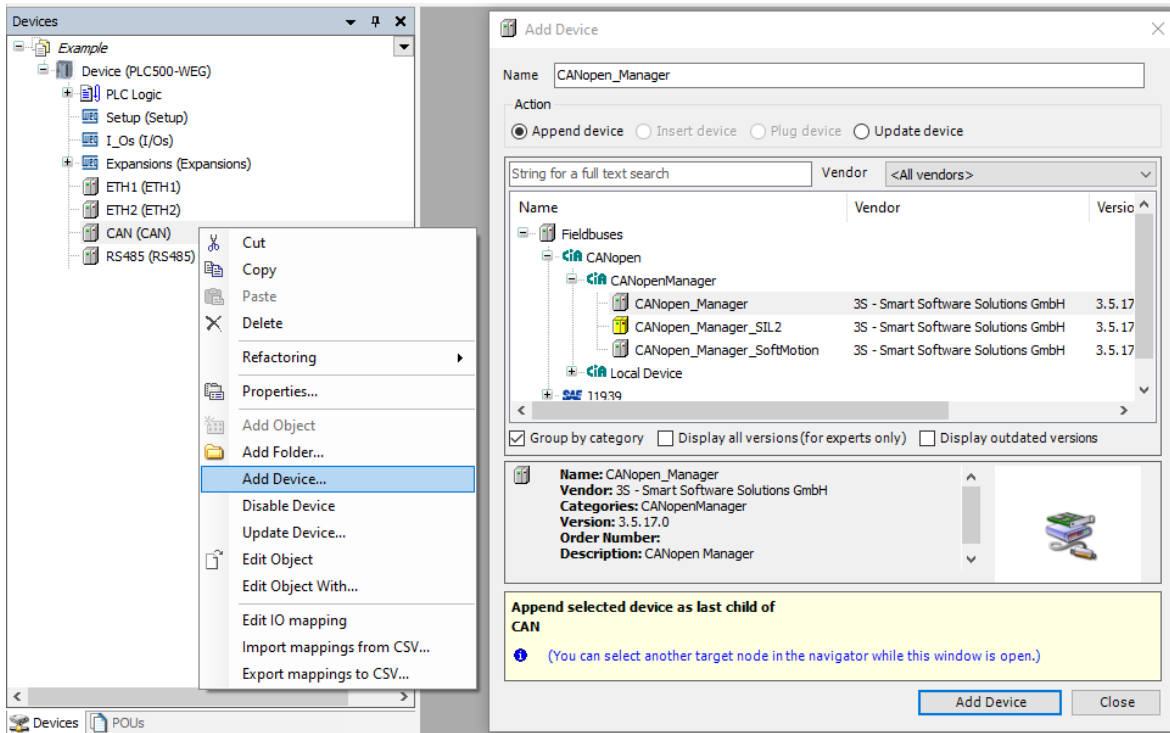 Devices
Example
Device (PLC500-WEG)
PLC Logic
Setup (Setup)
I_Os (I/Os)
Expansions (Expansions)
ETH1 (ETH1)
ETH2 (ETH2)
CAN (CAN)
RS485 (RS485)
Cut
Copy
Paste
Delete
Refactoring
Properties...
Add Object
Add Folder...
Add Device...
Disable Device
Update Device...
Edit Object
Edit Object With...
Edit IO mapping
Import mappings from CSV...
Export mappings to CSV...
Devices POUs
Add Device
Name CANopen_Manager
Action
Append device Insert device Plug device Update device
String for a full text search Vendor <All vendors>
Name Vendor Versio
Fieldbuses
CiA CANopen
CiA CANopenManager
CANopen_Manager 3S - Smart Software Solutions GmbH 3.5.17
CANopen_Manager_SIL2 3S - Smart Software Solutions GmbH 3.5.17
CANopen_Manager_SoftMotion 3S - Smart Software Solutions GmbH 3.5.17
CiA Local Device
SAE J1939
Group by category Display all versions (for experts only) Display outdated versions
Name: CANopen_Manager
Vendor: 3S - Smart Software Solutions GmbH
Categories: CANopenManager
Version: 3.5.17.0
Order Number:
Description: CANopen Manager
Append selected device as last child of
CAN
(You can select another target node in the navigator while this window is open.)
Add Device Close